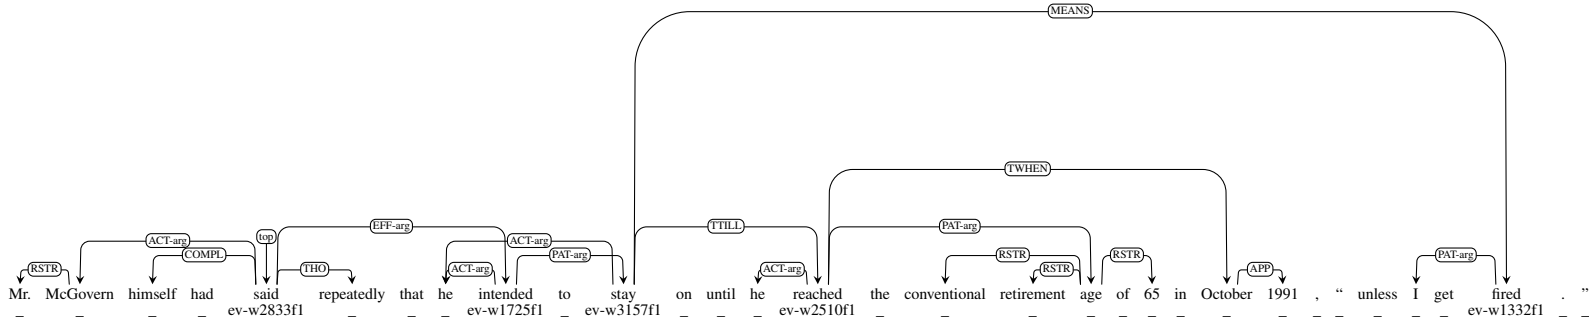 MEANS
TWHEN
EFF-arg TTILL PAT-arg
ACT-arg top ACT-arg
COMPL PAT-arg RSTR RSTR PAT-arg
RSTR THO ACT-arg ACT-arg RSTR APP
Mr. McGovern himself had said repeatedly that he intended to stay on until he reached the conventional retirement age of 65 in October 1991 , “ unless I get fired . ”
_ _ _ _ ev-w2833f1 _ _ _ ev-w1725f1 _ ev-w3157f1 _ _ _ ev-w2510f1 _ _ _ _ _ _ _ _ _ _ _ _ _ _ ev-w1332f1 _ _